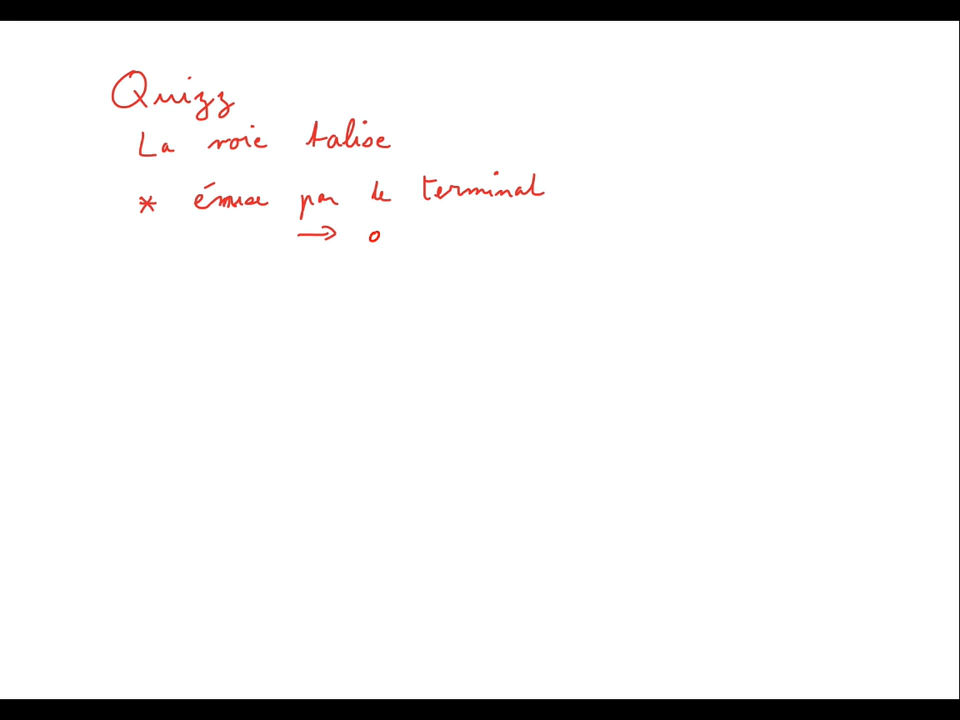 Quizz
La voie balise
* émise par le terminal
→ o